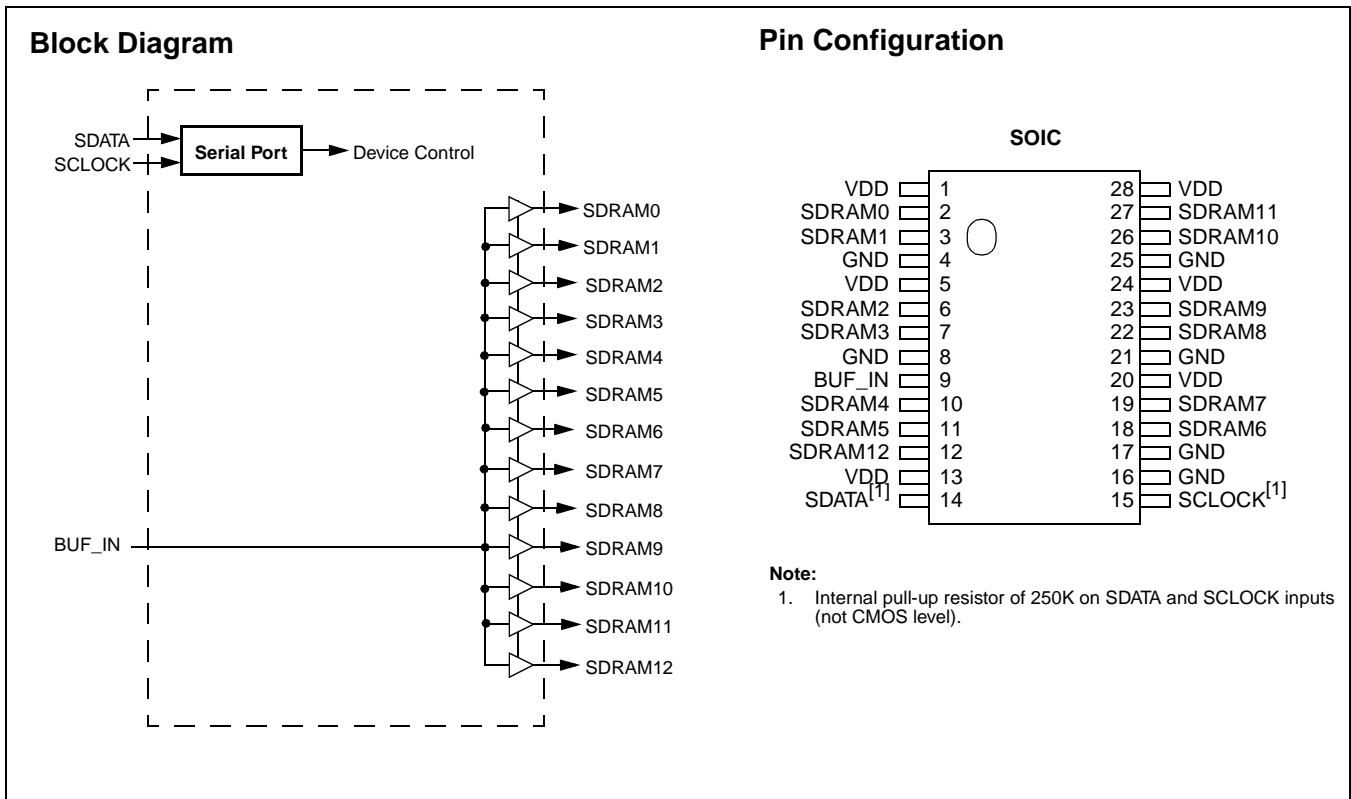 Block Diagram
SDATA
SCLOCK
Serial Port
Device Control
SDRAM0
SDRAM1
SDRAM2
SDRAM3
SDRAM4
SDRAM5
SDRAM6
SDRAM7
SDRAM8
BUF_IN
SDRAM9
SDRAM10
SDRAM11
SDRAM12
Pin Configuration
SOIC
VDD 1 28 VDD
SDRAM0 2 27 SDRAM11
SDRAM1 3 26 SDRAM10
GND 4 25 GND
VDD 5 24 VDD
SDRAM2 6 23 SDRAM9
SDRAM3 7 22 SDRAM8
GND 8 21 GND
BUF_IN 9 20 VDD
SDRAM4 10 19 SDRAM7
SDRAM5 11 18 SDRAM6
SDRAM12 12 17 GND
VDD 13 16 GND
SDATA[1] 14 15 SCLOCK[1]
Note:
1. Internal pull-up resistor of 250K on SDATA and SCLOCK inputs
(not CMOS level).